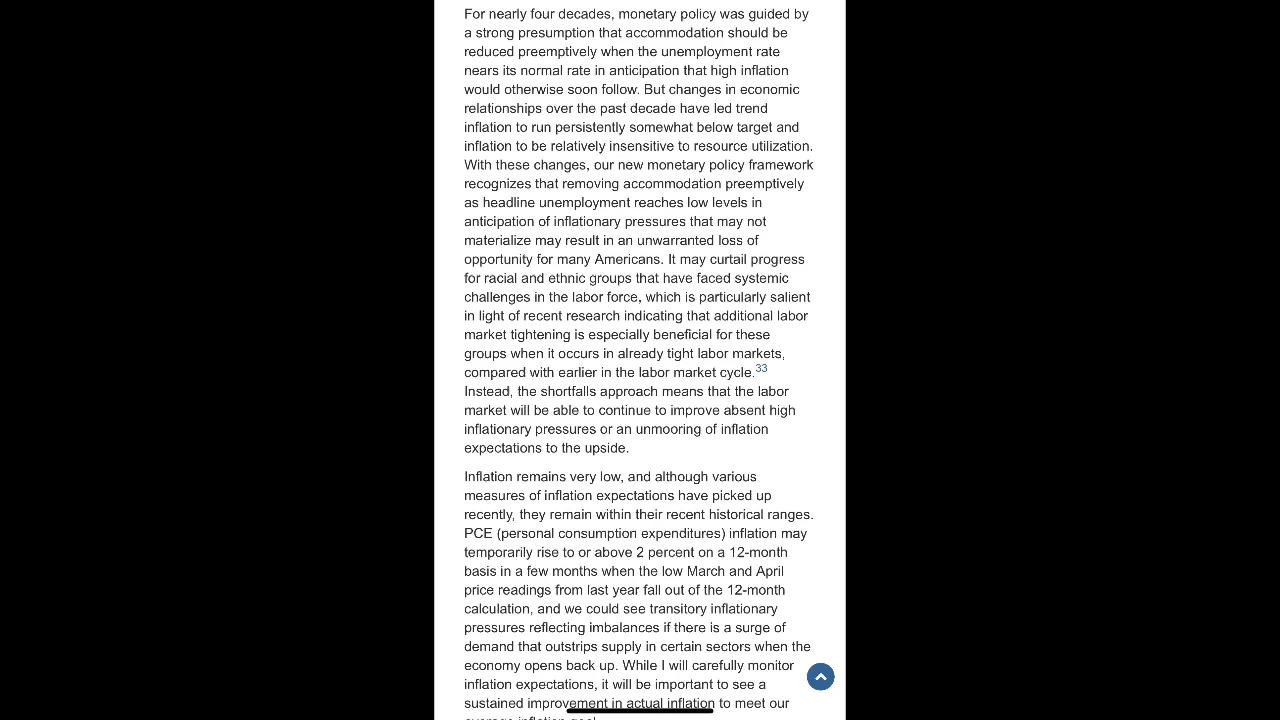 For nearly four decades, monetary policy was guided by
a strong presumption that accommodation should be
reduced preemptively when the unemployment rate
nears its normal rate in anticipation that high inflation
would otherwise soon follow. But changes in economic
relationships over the past decade have led trend
inflation to run persistently somewhat below target and
inflation to be relatively insensitive to resource utilization.
With these changes, our new monetary policy framework
recognizes that removing accommodation preemptively
as headline unemployment reaches low levels in
anticipation of inflationary pressures that may not
materialize may result in an unwarranted loss of
opportunity for many Americans. It may curtail progress
for racial and ethnic groups that have faced systemic
challenges in the labor force, which is particularly salient
in light of recent research indicating that additional labor
market tightening is especially beneficial for these
groups when it occurs in already tight labor markets,
compared with earlier in the labor market cycle.33
Instead, the shortfalls approach means that the labor
market will be able to continue to improve absent high
inflationary pressures or an unmooring of inflation
expectations to the upside.
Inflation remains very low, and although various
measures of inflation expectations have picked up
recently, they remain within their recent historical ranges.
PCE (personal consumption expenditures) inflation may
temporarily rise to or above 2 percent on a 12-month
basis in a few months when the low March and April
price readings from last year fall out of the 12-month
calculation, and we could see transitory inflationary
pressures reflecting imbalances if there is a surge of
demand that outstrips supply in certain sectors when the
economy opens back up. While I will carefully monitor
inflation expectations, it will be important to see a
sustained improvement in actual inflation to meet our